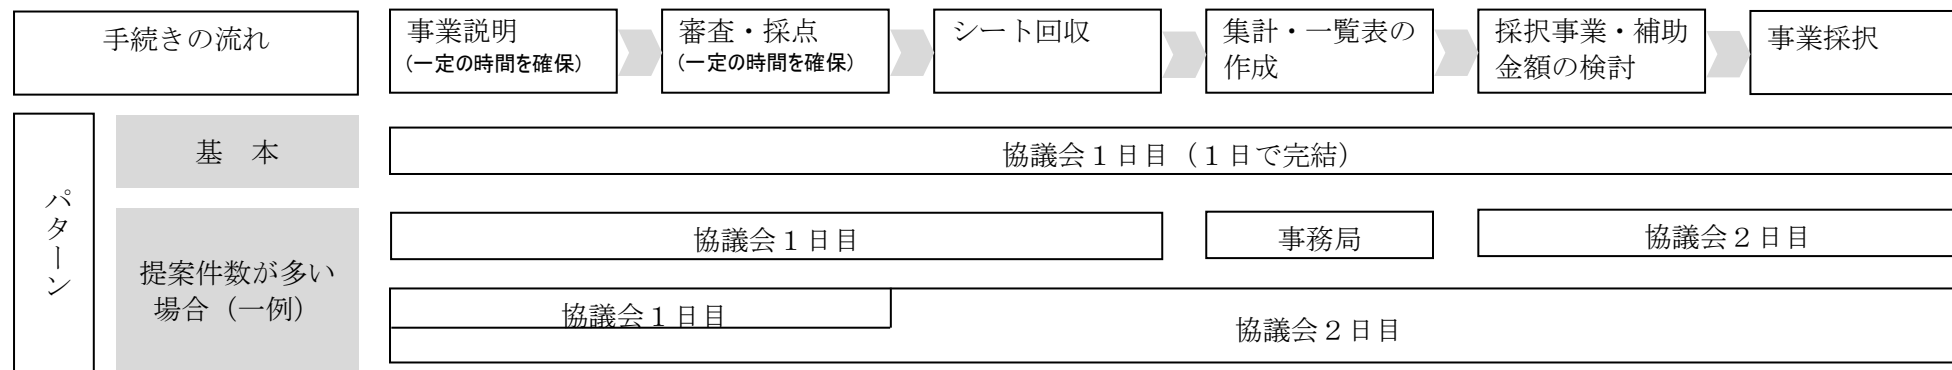 手続きの流れ
事業説明
(一定の時間を確保)
審査・採点
(一定の時間を確保)
シート回収
集計・一覧表の
作成
採択事業・補助
金額の検討
事業採択
パターン
基　本
協議会１日目（１日で完結）
提案件数が多い
場合（一例）
協議会１日目
事務局
協議会２日目
協議会１日目
協議会２日目